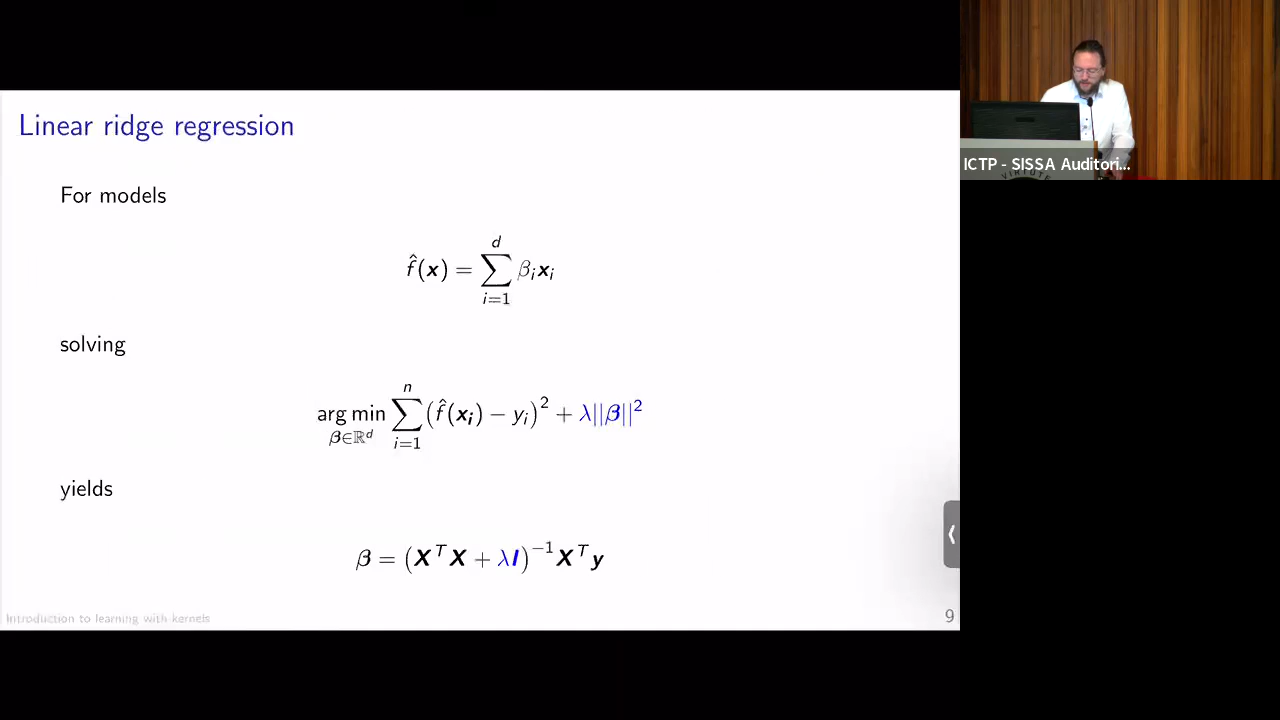 Linear ridge regression
For models
f̂(x) = ∑_{i=1}^{d} β_i x_i
solving
arg min_{β∈ℝ^d} ∑_{i=1}^{n} (f̂(x_i) − y_i)^2 + λ||β||^2
yields
β = (X^T X + λI)^{−1} X^T y
Introduction to learning with kernels
9
ICTP - SISSA Auditori...
VIRTUTE